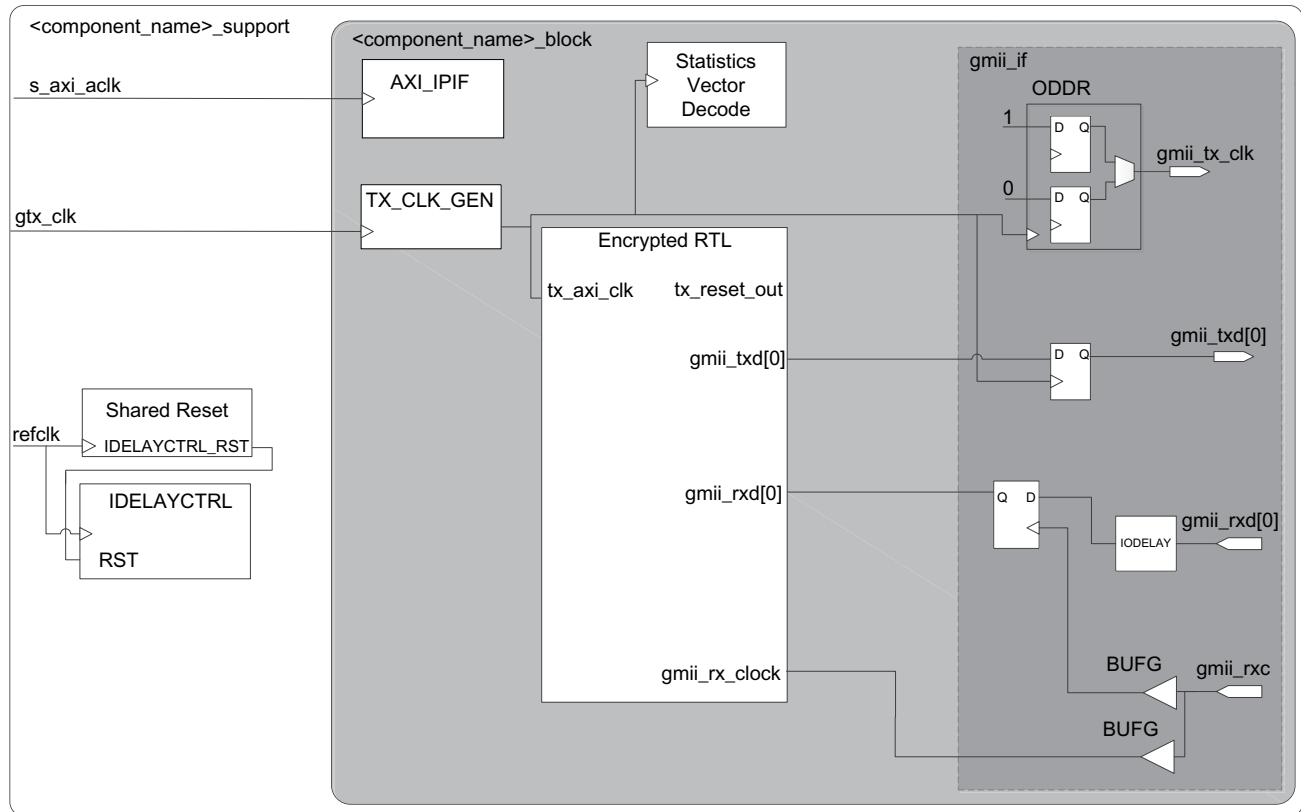 <component_name>_support
<component_name>_block
s_axi_aclk
AXI_IPIF
Statistics
Vector
Decode
gmii_if
ODDR
1
D Q
gmii_tx_clk
0
D Q
gtx_clk
TX_CLK_GEN
Encrypted RTL
tx_axi_clk
tx_reset_out
gmii_txd[0]
D Q
gmii_txd[0]
Shared Reset
refclk
IDELAYCTRL_RST
IDELAYCTRL
RST
gmii_rxd[0]
Q D
IODELAY
gmii_rxd[0]
gmii_rx_clock
BUFG
gmii_rxc
BUFG